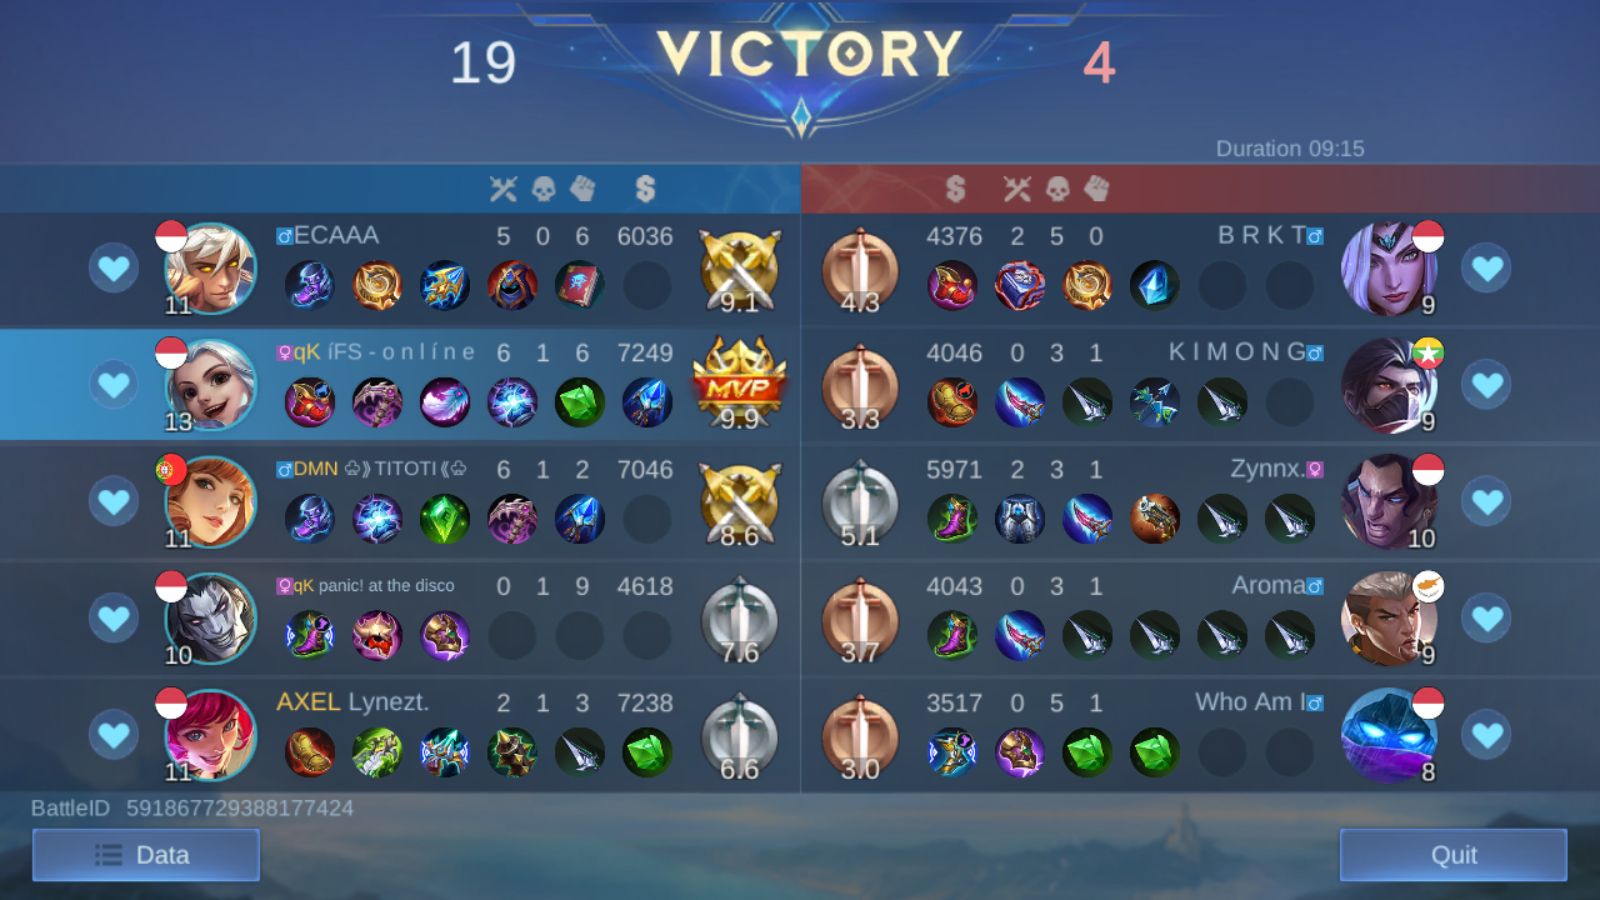 19 VICTORY 4
Duration 09:15
ECAAA 5 0 6 6036
11 9.1
4376 2 5 0 B R K T
4.3 9
qK íFS - o n l í n e 6 1 6 7249
MVP
13 9.9
4046 0 3 1 K I M O N G
3.3 9
DMN ♧》TITOTI《♧ 6 1 2 7046
11 8.6
5971 2 3 1 Zynnx.
5.1 10
qK panic! at the disco 0 1 9 4618
10 7.6
4043 0 3 1 Aroma
3.7 9
AXEL Lynezt. 2 1 3 7238
11 6.6
3517 0 5 1 Who Am I
3.0 8
BattleID 591867729388177424
Data
Quit